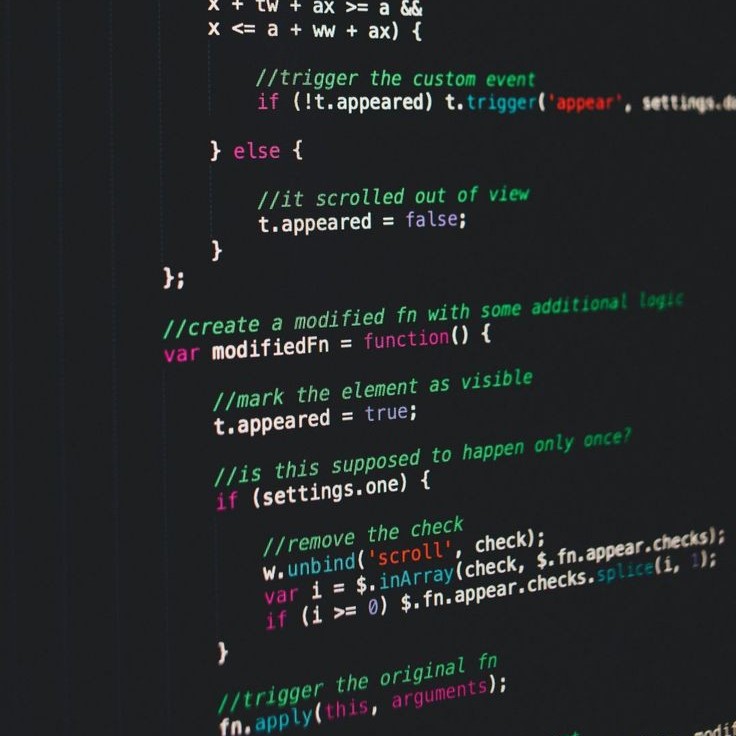 x + tw + ax >= a &&
x <= a + ww + ax) {
//trigger the custom event
if (!t.appeared) t.trigger('appear', settings.da
} else {
//it scrolled out of view
t.appeared = false;
}
};
//create a modified fn with some additional logic
var modifiedFn = function() {
//mark the element as visible
t.appeared = true;
//is this supposed to happen only once?
if (settings.one) {
//remove the check
w.unbind('scroll', check);
var i = $.inArray(check, $.fn.appear.checks);
if (i >= 0) $.fn.appear.checks.splice(i, 1);
}
//trigger the original fn
fn.apply(this, arguments);